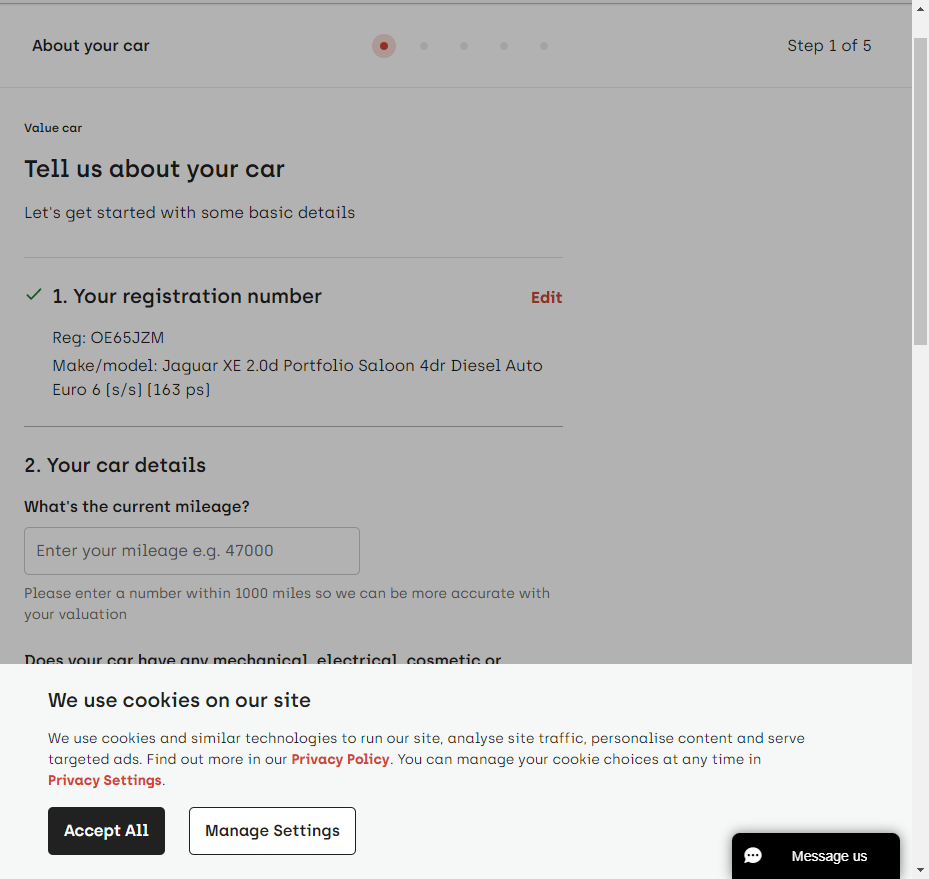 About your car
Step 1 of 5
Value car
Tell us about your car
Let's get started with some basic details
1. Your registration number
Edit
Reg: OE65JZM
Make/model: Jaguar XE 2.0d Portfolio Saloon 4dr Diesel Auto
Euro 6 (s/s) (163 ps)
2. Your car details
What's the current mileage?
Enter your mileage e.g. 47000
Please enter a number within 1000 miles so we can be more accurate with
your valuation
Does your car have any mechanical, electrical, cosmetic or
We use cookies on our site
We use cookies and similar technologies to run our site, analyse site traffic, personalise content and serve
targeted ads. Find out more in our Privacy Policy. You can manage your cookie choices at any time in
Privacy Settings.
Accept All
Manage Settings
Message us